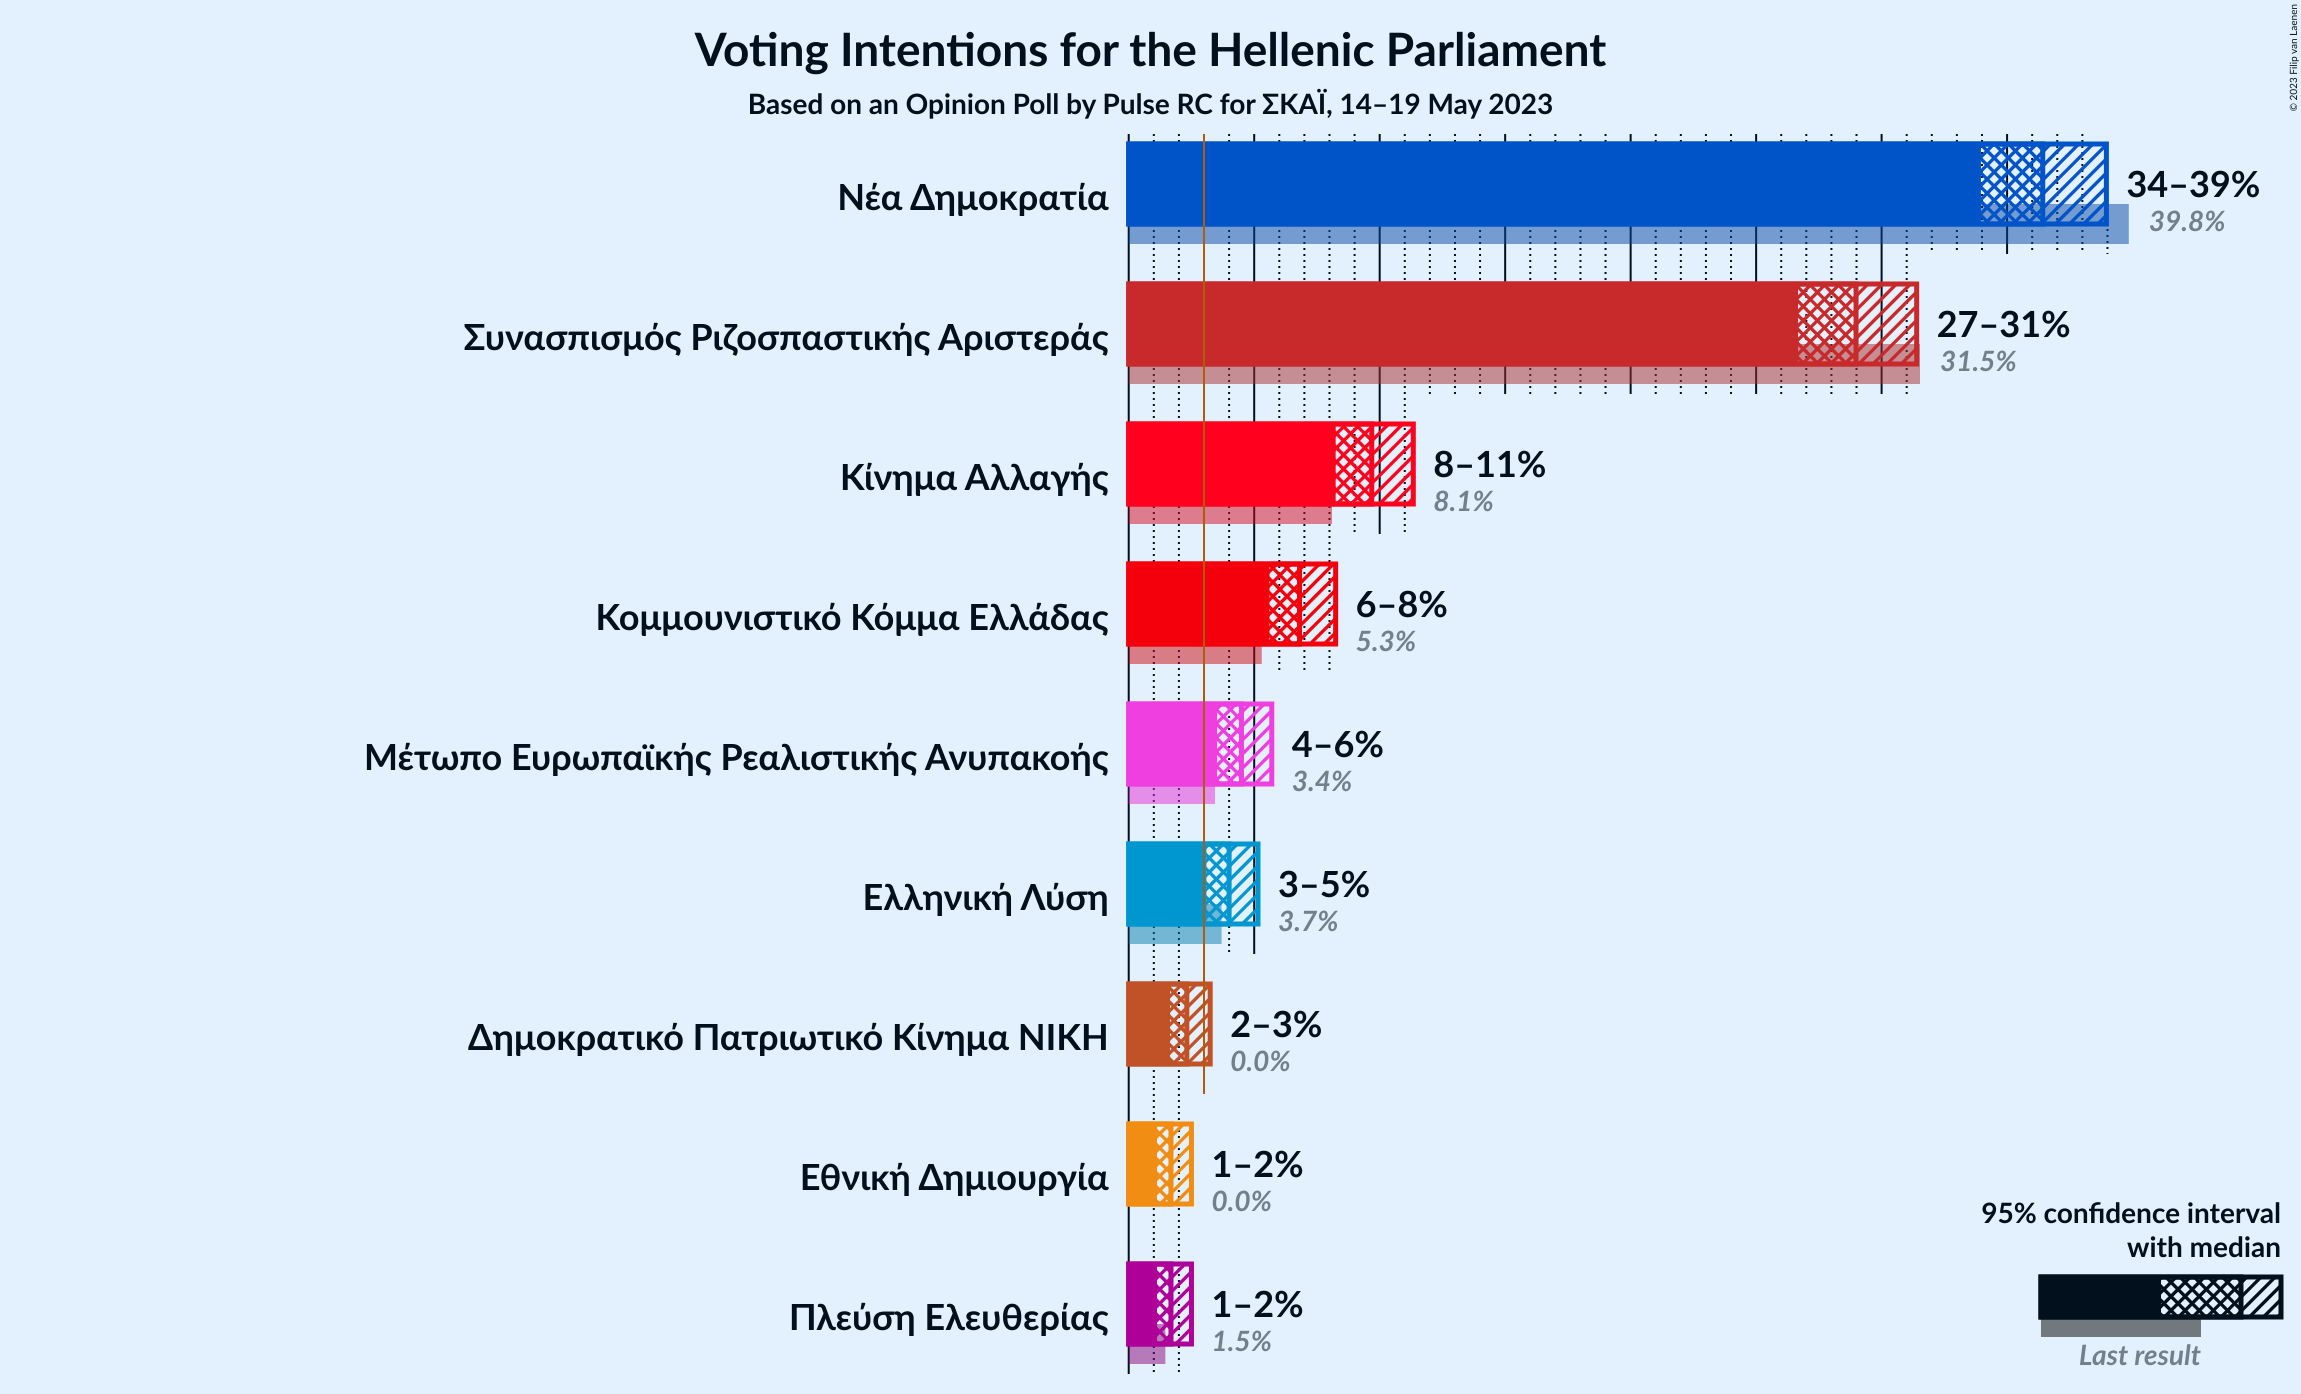 Voting Intentions for the Hellenic Parliament
Based on an Opinion Poll by Pulse RC for ΣΚΑΪ, 14–19 May 2023
© 2023 Filip van Laenen
Νέα Δημοκρατία
34–39%
39.8%
Συνασπισμός Ριζοσπαστικής Αριστεράς
27–31%
31.5%
Κίνημα Αλλαγής
8–11%
8.1%
Κομμουνιστικό Κόμμα Ελλάδας
6–8%
5.3%
Μέτωπο Ευρωπαϊκής Ρεαλιστικής Ανυπακοής
4–6%
3.4%
Ελληνική Λύση
3–5%
3.7%
Δημοκρατικό Πατριωτικό Κίνημα ΝΙΚΗ
2–3%
0.0%
Εθνική Δημιουργία
1–2%
0.0%
Πλεύση Ελευθερίας
1–2%
1.5%
95% confidence interval
with median
Last result